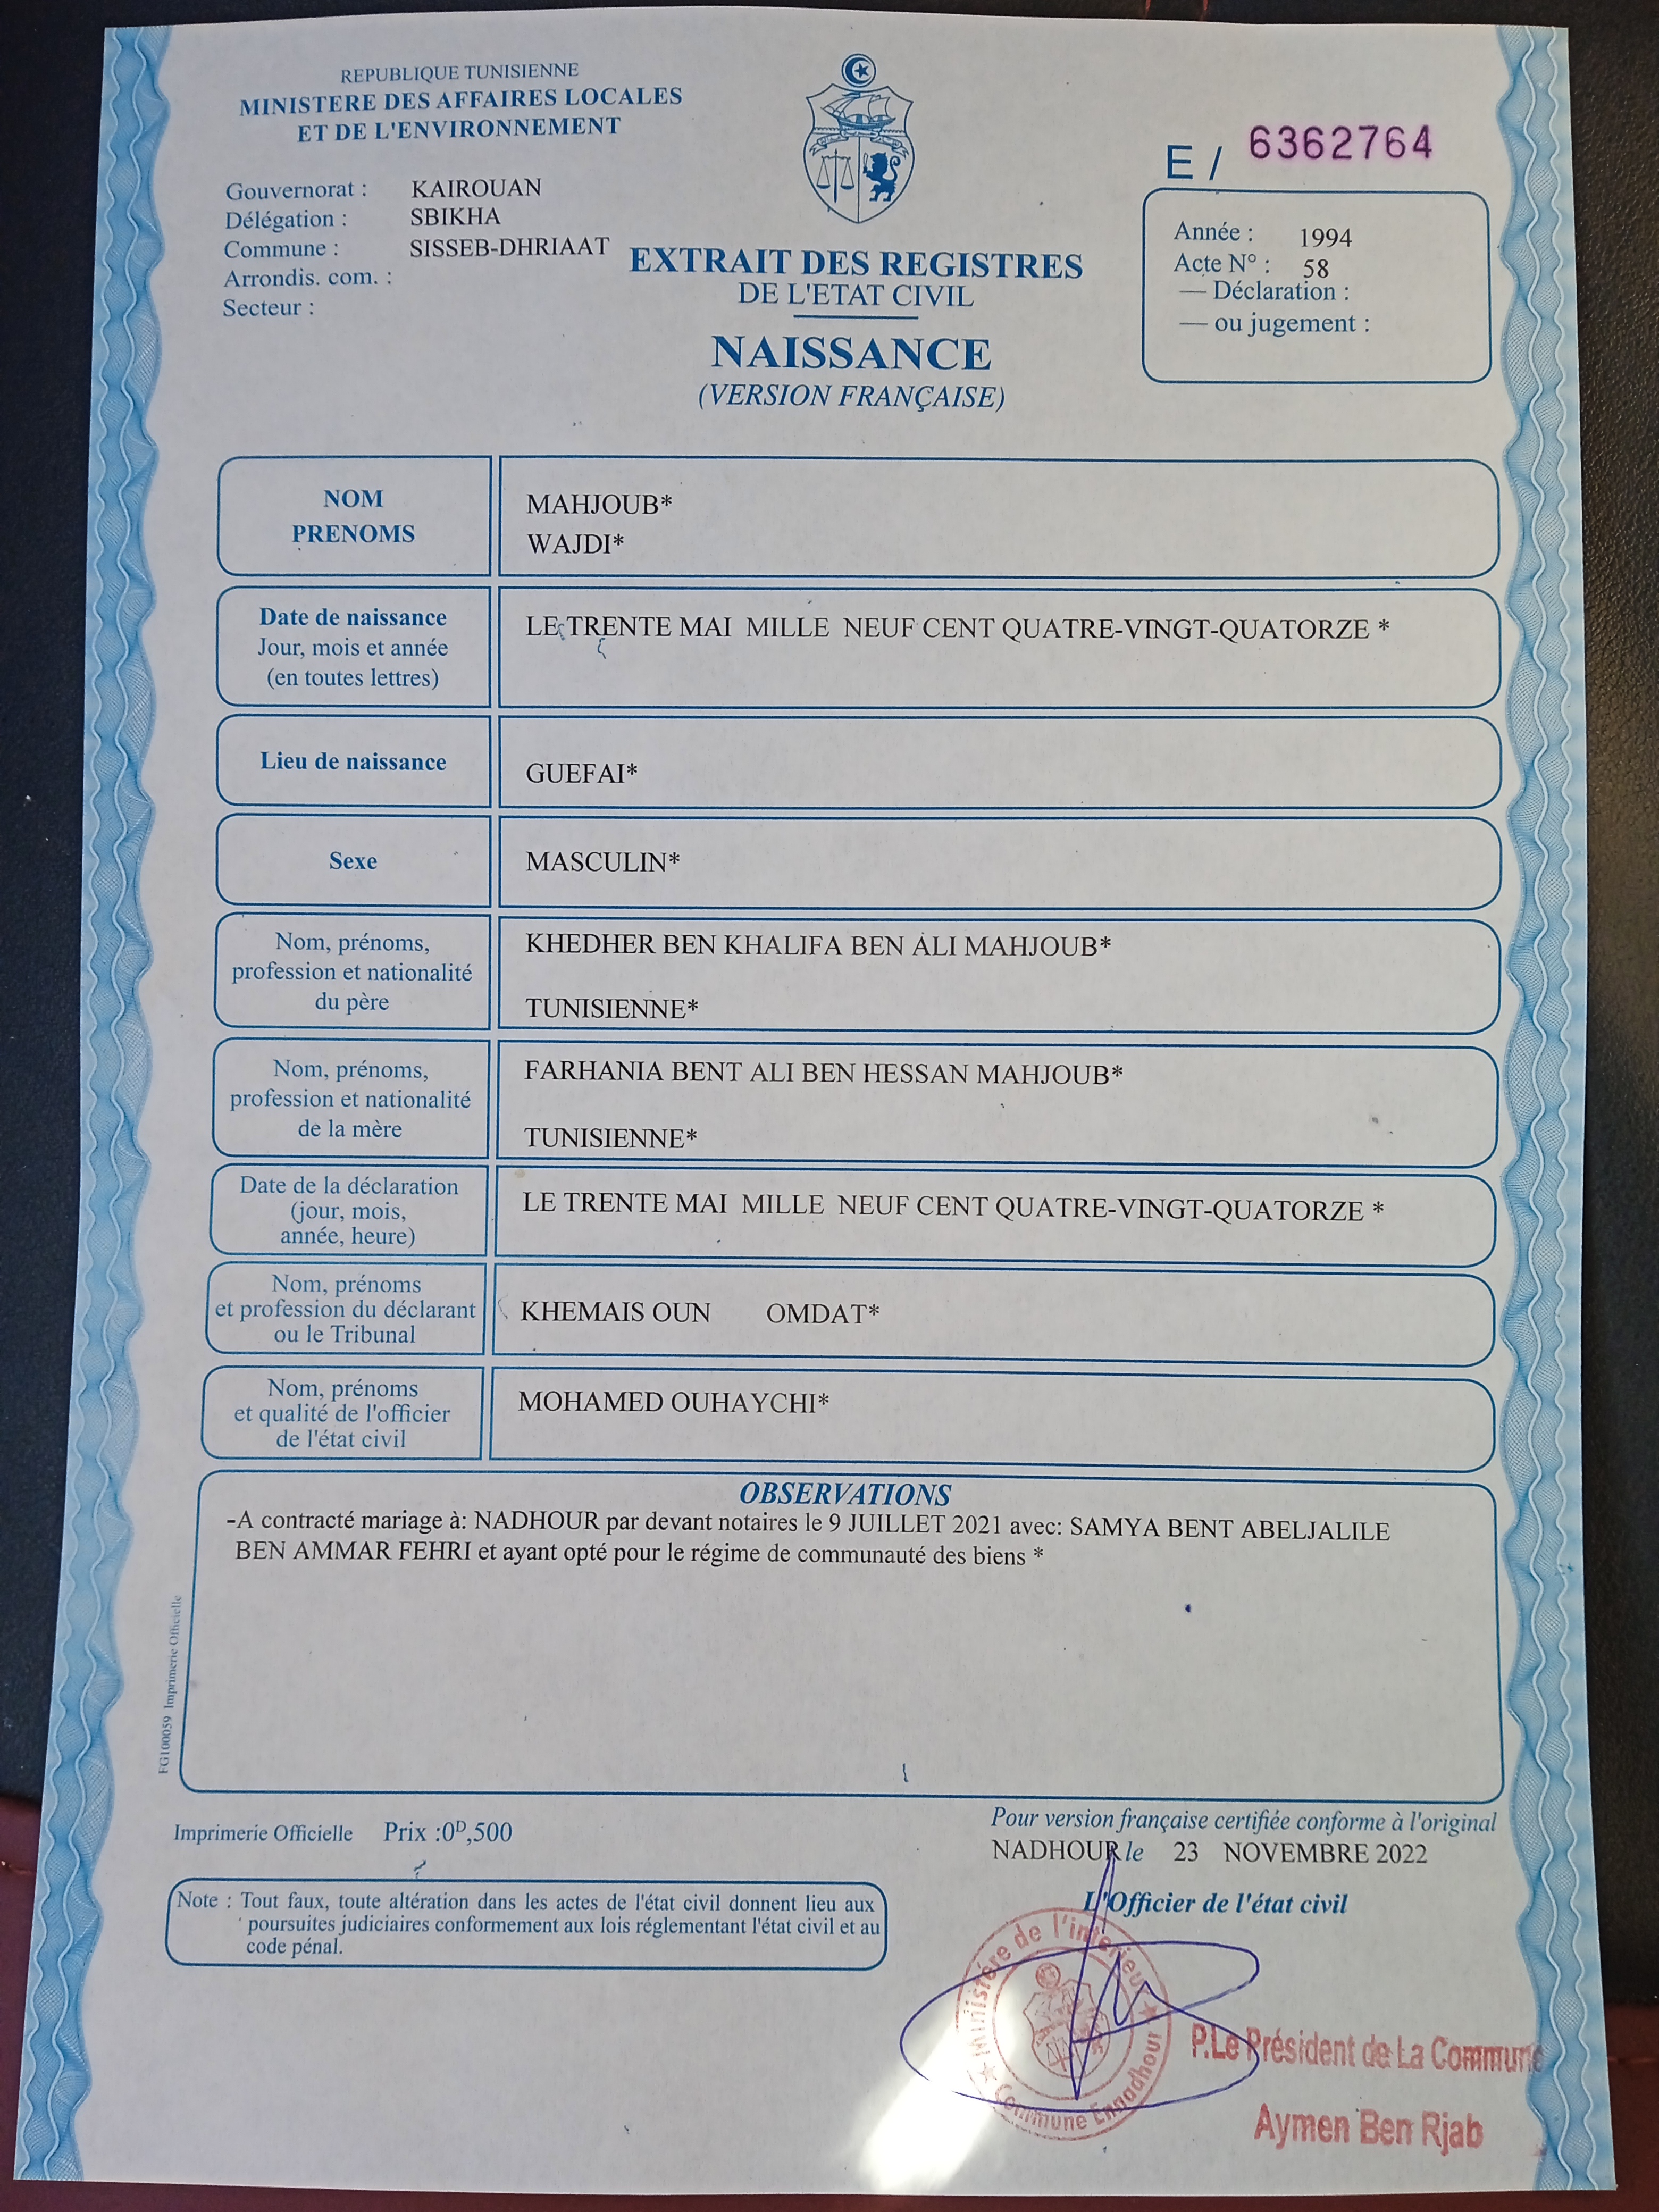 REPUBLIQUE TUNISIENNE
MINISTERE DES AFFAIRES LOCALES
ET DE L'ENVIRONNEMENT
Gouvernorat : KAIROUAN
Délégation : SBIKHA
Commune : SISSEB-DHRIAAT
Arrondis. com. :
Secteur :
EXTRAIT DES REGISTRES
DE L'ETAT CIVIL
NAISSANCE
(VERSION FRANÇAISE)
E / 6362764
Année : 1994
Acte N° : 58
— Déclaration :
— ou jugement :
NOM
PRENOMS
MAHJOUB*
WAJDI*
Date de naissance
Jour, mois et année
(en toutes lettres)
LE TRENTE MAI MILLE NEUF CENT QUATRE-VINGT-QUATORZE *
Lieu de naissance
GUEFAI*
Sexe
MASCULIN*
Nom, prénoms,
profession et nationalité
du père
KHEDHER BEN KHALIFA BEN ALI MAHJOUB*
TUNISIENNE*
Nom, prénoms,
profession et nationalité
de la mère
FARHANIA BENT ALI BEN HESSAN MAHJOUB*
TUNISIENNE*
Date de la déclaration
(jour, mois,
année, heure)
LE TRENTE MAI MILLE NEUF CENT QUATRE-VINGT-QUATORZE *
Nom, prénoms
et profession du déclarant
ou le Tribunal
KHEMAIS OUN OMDAT*
Nom, prénoms
et qualité de l'officier
de l'état civil
MOHAMED OUHAYCHI*
OBSERVATIONS
-A contracté mariage à: NADHOUR par devant notaires le 9 JUILLET 2021 avec: SAMYA BENT ABELJALILE
BEN AMMAR FEHRI et ayant opté pour le régime de communauté des biens *
FG100059 Imprimerie Officielle
Imprimerie Officielle Prix :0D,500
Pour version française certifiée conforme à l'original
NADHOUR le 23 NOVEMBRE 2022
L'Officier de l'état civil
Note : Tout faux, toute altération dans les actes de l'état civil donnent lieu aux
poursuites judiciaires conformement aux lois réglementant l'état civil et au
code pénal.
Ministère de l'intérieur
Commune Ennadhour
P.Le Président de La Commune
Aymen Ben Rjab